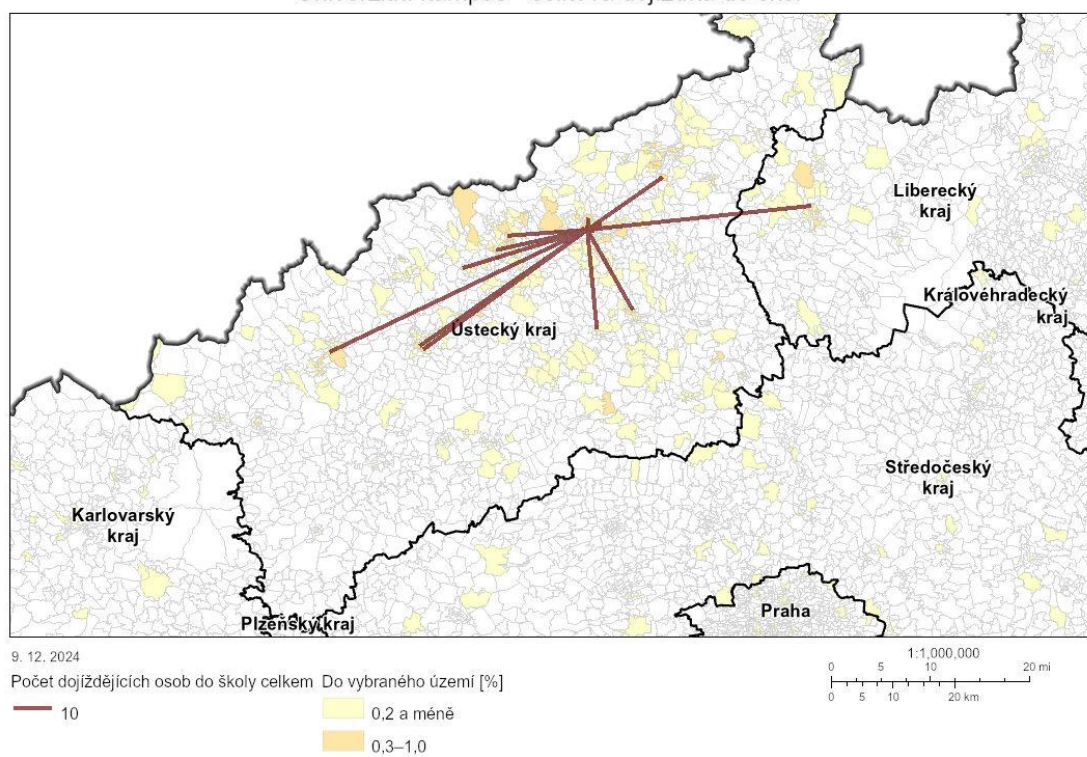 Liberecký
kraj
Královéhradecký
kraj
Ústecký kraj
Středočeský
kraj
Karlovarský
kraj
Plzeňský kraj
Praha
9. 12. 2024
1:1,000,000
0 5 10 20 mi
0 5 10 20 km
Počet dojíždějících osob do školy celkem Do vybraného území [%]
10
0,2 a méně
0,3–1,0